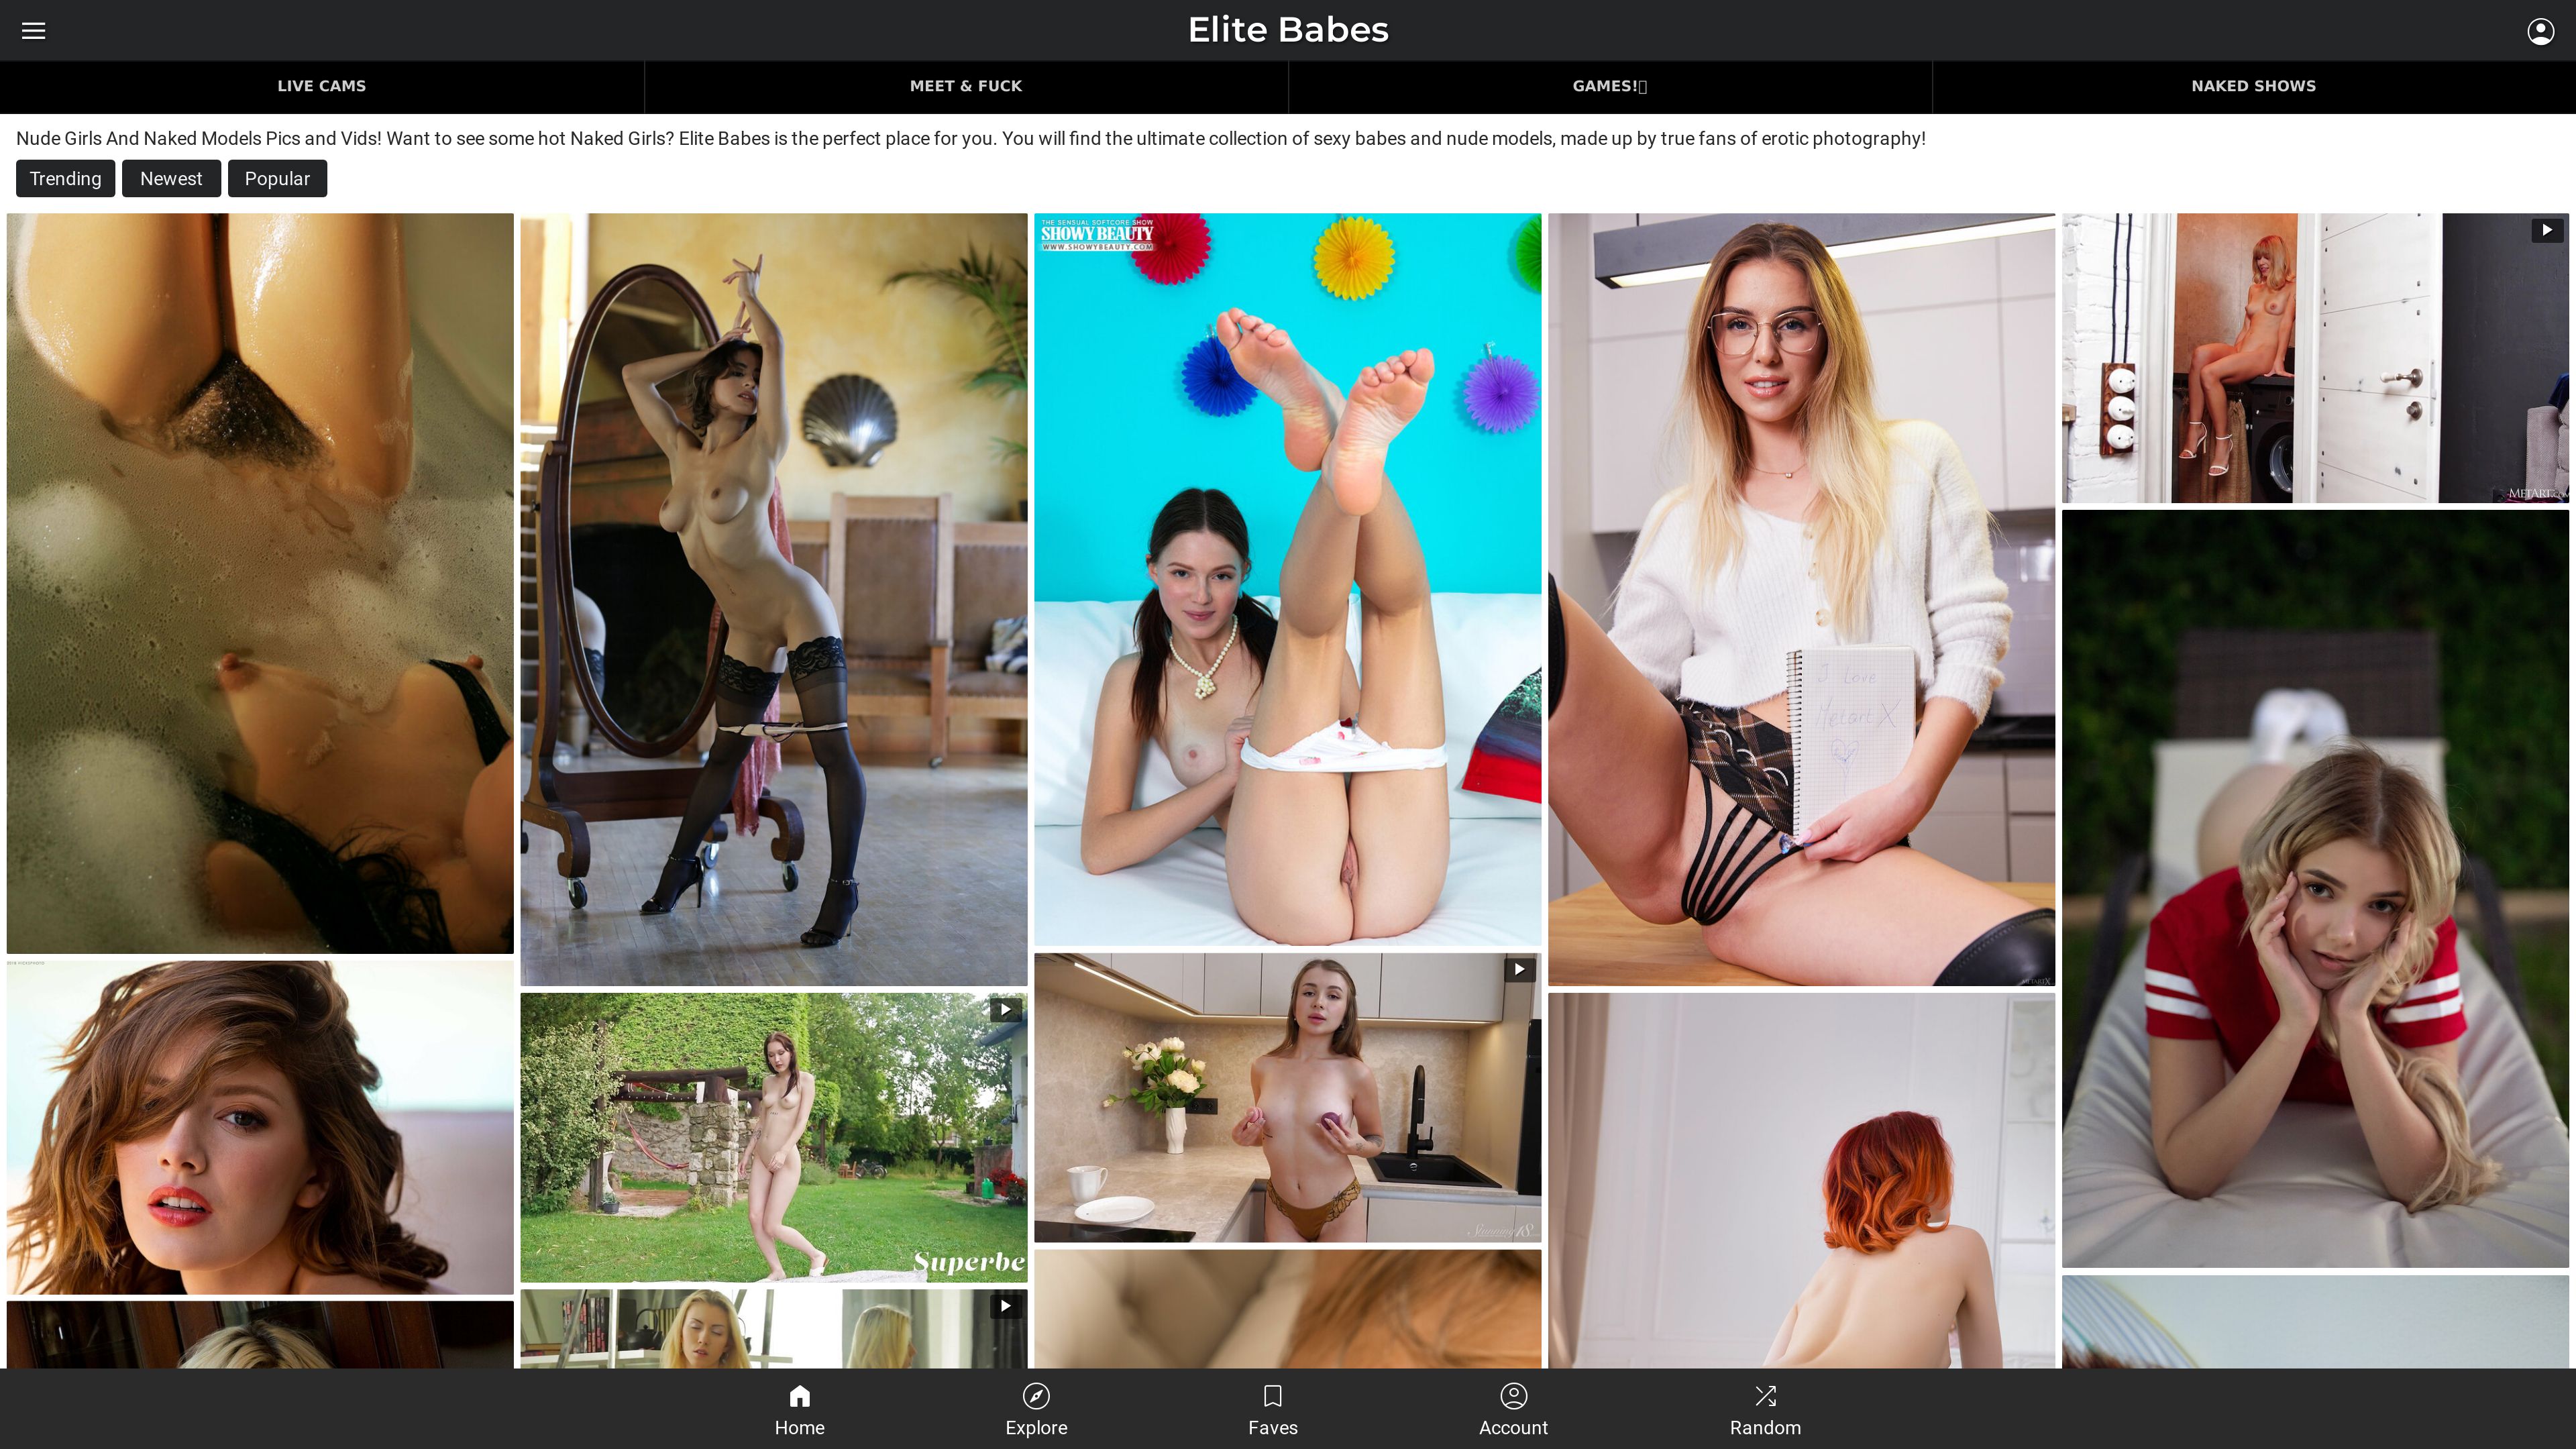 Elite Babes
LIVE CAMS
MEET & FUCK
GAMES!
NAKED SHOWS
Nude Girls And Naked Models Pics and Vids! Want to see some hot Naked Girls? Elite Babes is the perfect place for you. You will find the ultimate collection of sexy babes and nude models, made up by true fans of erotic photography!
Trending
Newest
Popular
THE SENSUAL SOFTCORE SHOW
SHOWY BEAUTY
WWW.SHOWYBEAUTY.COM
I Love
MetartX
METARTX
METART.CO
Superbe
Stunning18
Home
Explore
Faves
Account
Random